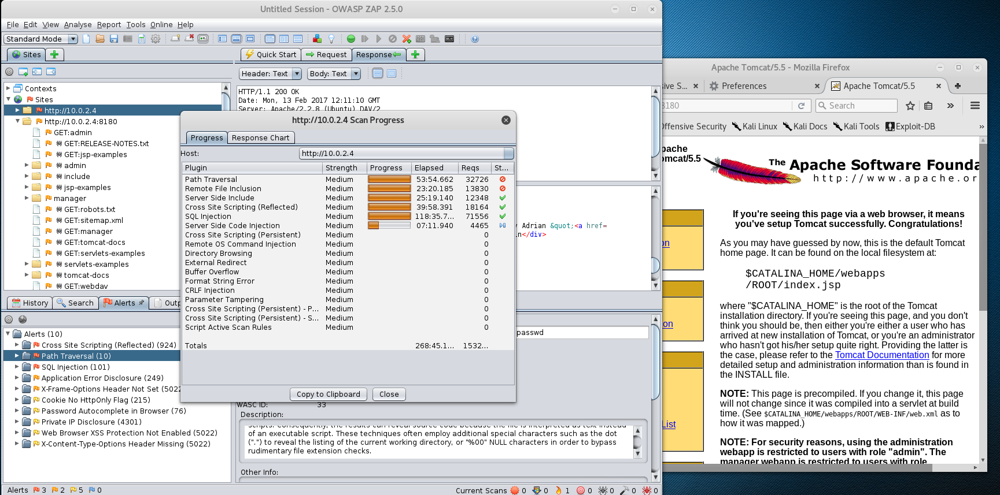 Untitled Session - OWASP ZAP 2.5.0
File Edit View Analyse Report Tools Online Help
Standard Mode
Sites
Quick Start Request Response
Header: Text Body: Text
Contexts
Sites
http://10.0.2.4
http://10.0.2.4:8180
GET:admin
GET:RELEASE-NOTES.txt
GET:jsp-examples
admin
include
jsp-examples
manager
GET:robots.txt
GET:sitemap.xml
GET:manager
GET:tomcat-docs
GET:servlets-examples
servlets-examples
tomcat-docs
GET:webdav
HTTP/1.1 200 OK
Date: Mon, 13 Feb 2017 12:11:10 GMT
Server: Apache/2.2.8 (Ubuntu) DAV/2
Adrian &quot;<a href=
n</div>
http://10.0.2.4 Scan Progress
Progress Response Chart
Host: http://10.0.2.4
Plugin Strength Progress Elapsed Reqs St...
Path Traversal Medium 53:54.662 32726
Remote File Inclusion Medium 23:20.185 13830
Server Side Include Medium 25:19.140 12348
Cross Site Scripting (Reflected) Medium 39:58.391 18164
SQL Injection Medium 118:35.7... 71556
Server Side Code Injection Medium 07:11.940 4465
Cross Site Scripting (Persistent) Medium 0
Remote OS Command Injection Medium 0
Directory Browsing Medium 0
External Redirect Medium 0
Buffer Overflow Medium 0
Format String Error Medium 0
CRLF Injection Medium 0
Parameter Tampering Medium 0
Cross Site Scripting (Persistent) - P... Medium 0
Cross Site Scripting (Persistent) - S... Medium 0
Script Active Scan Rules Medium 0
Totals 268:45.1... 1532...
Copy to Clipboard Close
History Search Alerts Outp
Alerts (10)
Cross Site Scripting (Reflected) (924)
Path Traversal (10)
SQL Injection (101)
Application Error Disclosure (249)
X-Frame-Options Header Not Set (5022
Cookie No HttpOnly Flag (215)
Password Autocomplete in Browser (76)
Private IP Disclosure (4301)
Web Browser XSS Protection Not Enabled (5022)
X-Content-Type-Options Header Missing (5022)
passwd
WASC ID: 33
Description:
scripts. Consequently, the results can reveal source code because the file is interpreted as text instead
of an executable script. These techniques often employ additional special characters such as the dot
(".") to reveal the listing of the current working directory, or "%00" NULL characters in order to bypass
rudimentary file extension checks.
Other Info:
Alerts 3 2 5 0
Current Scans 0 0 1 0 0 0 0
Apache Tomcat/5.5 - Mozilla Firefox
ive S... Preferences Apache Tomcat/5.5
8180 Search
Offensive Security Kali Linux Kali Docs Kali Tools Exploit-DB
pache
omcat/5.5
The Apache Software Founda
http://www.apache.or
If you're seeing this page via a web browser, it means
you've setup Tomcat successfully. Congratulations!
As you may have guessed by now, this is the default Tomcat
home page. It can be found on the local filesystem at:
$CATALINA_HOME/webapps
/ROOT/index.jsp
where "$CATALINA_HOME" is the root of the Tomcat
installation directory. If you're seeing this page, and you don't
think you should be, then either you're either a user who has
arrived at new installation of Tomcat, or you're an administrator
who hasn't got his/her setup quite right. Providing the latter is
the case, please refer to the Tomcat Documentation for more
detailed setup and administration information than is found in
the INSTALL file.
NOTE: This page is precompiled. If you change it, this page
will not change since it was compiled into a servlet at build
time. (See $CATALINA_HOME/webapps/ROOT/WEB-INF/web.xml as to
how it was mapped.)
NOTE: For security reasons, using the administration
webapp is restricted to users with role "admin". The
manager webapp is restricted to users with role
on
on
List